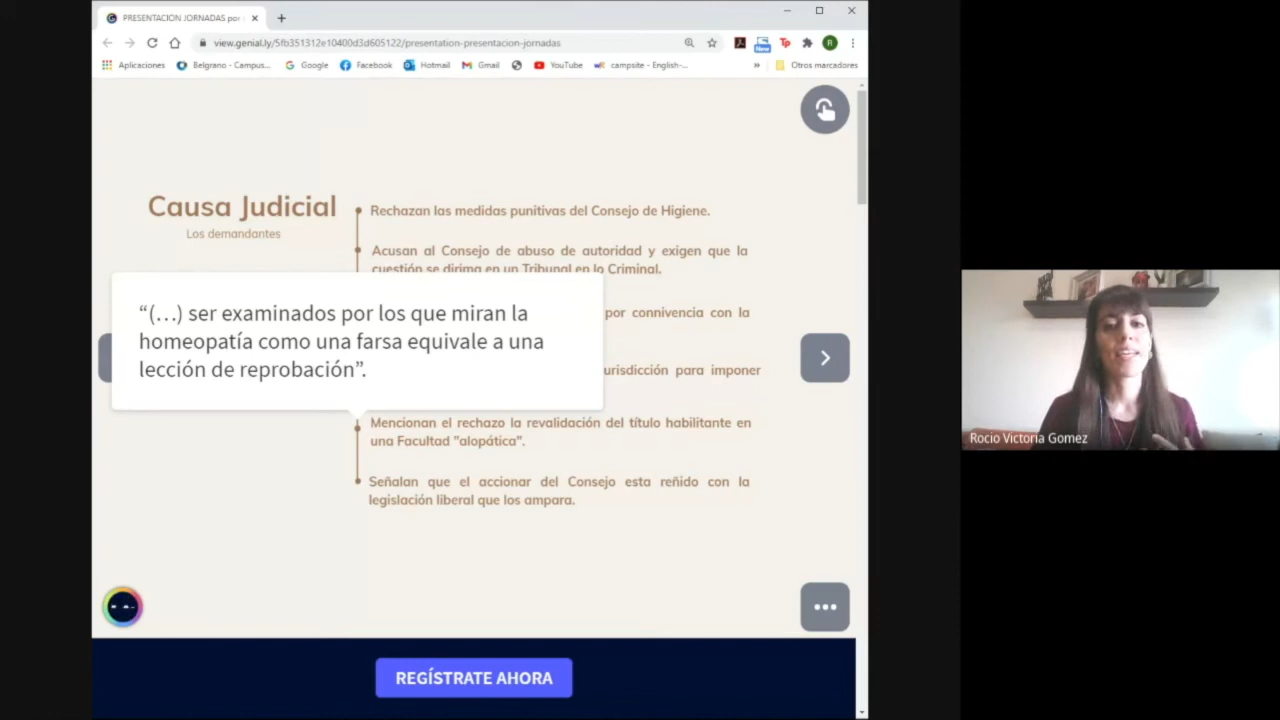 PRESENTACION JORNADAS por
view.genial.ly/5fb351312e10400d3d605122/presentation-presentacion-jornadas
New
Tp
R
Aplicaciones
Belgrano - Campus...
Google
Facebook
Hotmail
Gmail
YouTube
campsite - English-...
»
Otros marcadores
Causa Judicial
Los demandantes
Rechazan las medidas punitivas del Consejo de Higiene.
Acusan al Consejo de abuso de autoridad y exigen que la
cuestión se dirima en un Tribunal en lo Criminal.
por connivencia con la
urisdicción para imponer
“(...) ser examinados por los que miran la
homeopatía como una farsa equivale a una
lección de reprobación”.
Mencionan el rechazo la revalidación del título habilitante en
una Facultad "alopática".
Señalan que el accionar del Consejo esta reñido con la
legislación liberal que los ampara.
REGÍSTRATE AHORA
Rocio Victoria Gomez